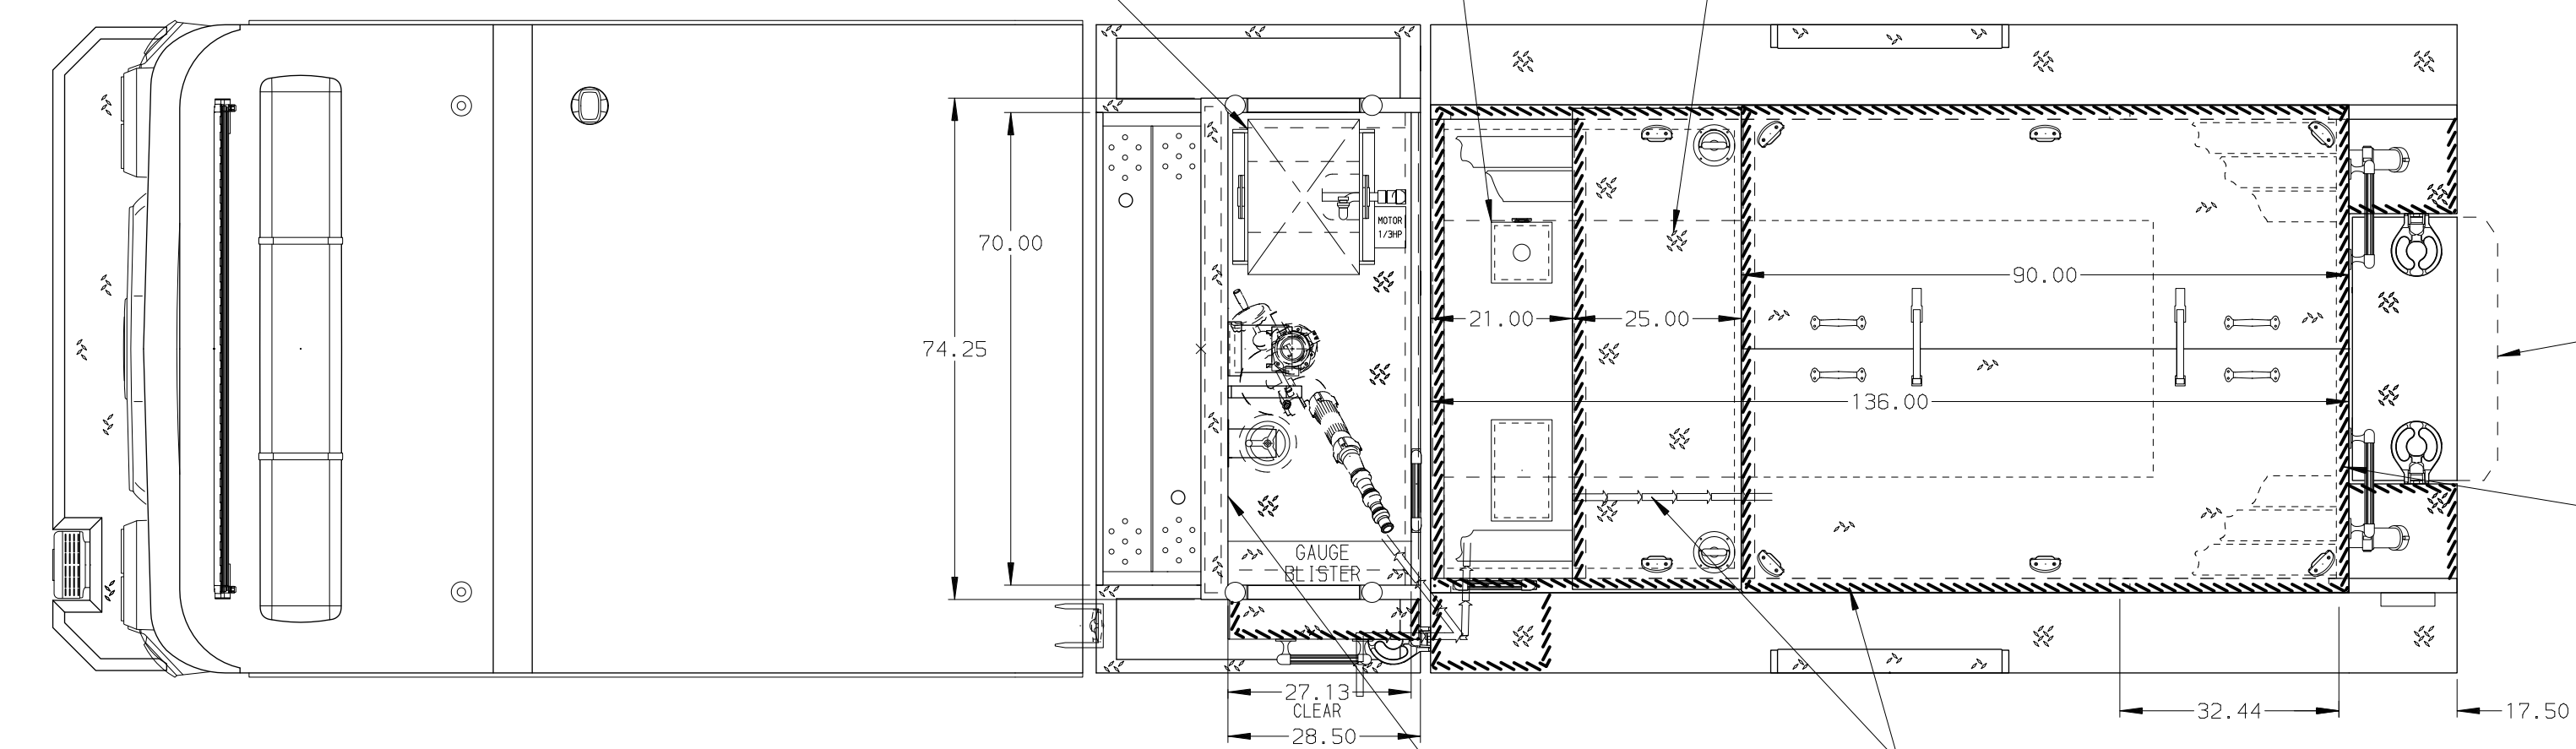 MOTOR
1/3HP
70.00
90.00
21.00
25.00
74.25
136.00
GAUGE
BLISTER
27.13
CLEAR
28.50
32.44
17.50